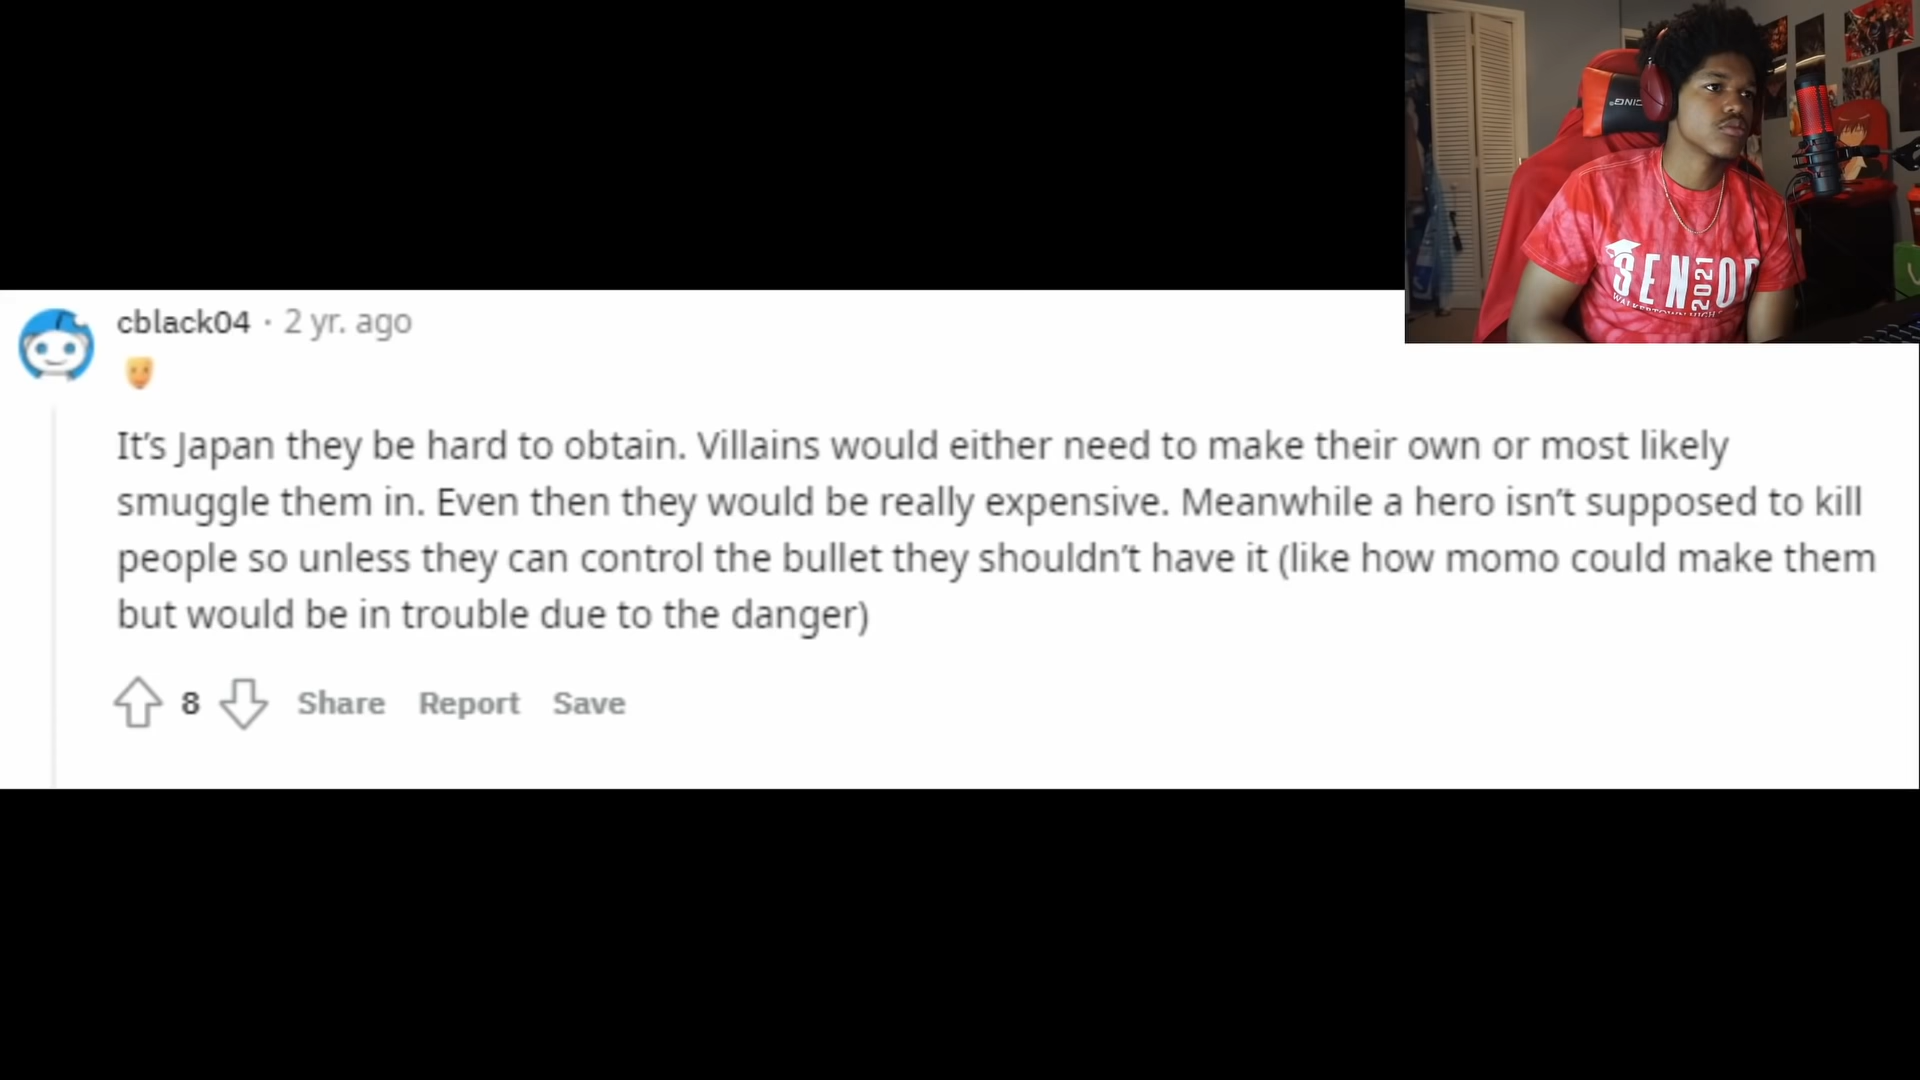 cblack04 · 2 yr. ago
It's Japan they be hard to obtain. Villains would either need to make their own or most likely
smuggle them in. Even then they would be really expensive. Meanwhile a hero isn't supposed to kill
people so unless they can control the bullet they shouldn't have it (like how momo could make them
but would be in trouble due to the danger)
8 Share Report Save
SENIOR
2021
WALKERTOWN HIGH